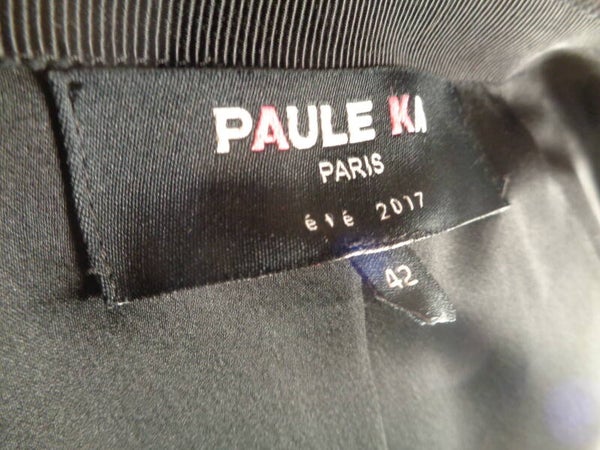 PAULE KA
PARIS
été 2017
42